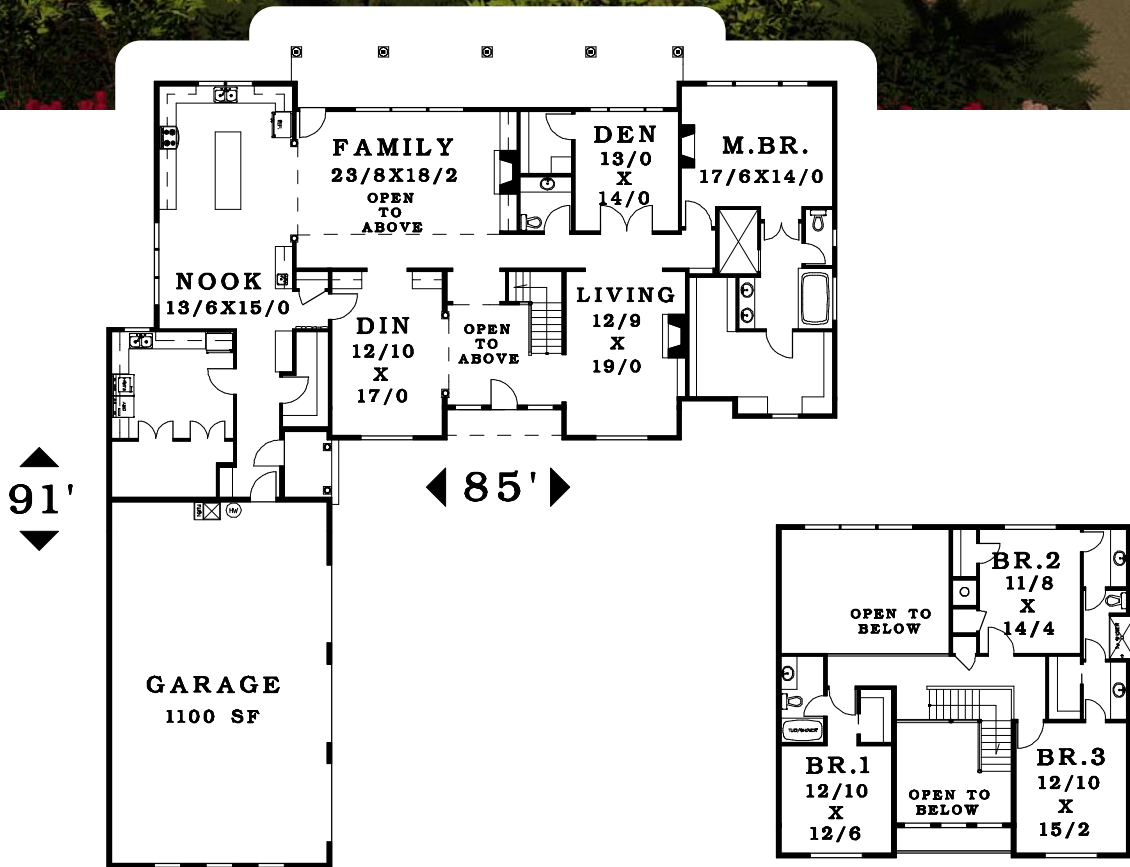 FAMILY
23/8X18/2
OPEN
TO
ABOVE
DEN
13/0
X
14/0
M.BR.
17/6X14/0
NOOK
13/6X15/0
DIN
12/10
X
17/0
OPEN
TO
ABOVE
LIVING
12/9
X
19/0
91'
85'
HW
GARAGE
1100 SF
OPEN TO
BELOW
BR.2
11/8
X
14/4
BR.1
12/10
X
12/6
OPEN TO
BELOW
BR.3
12/10
X
15/2